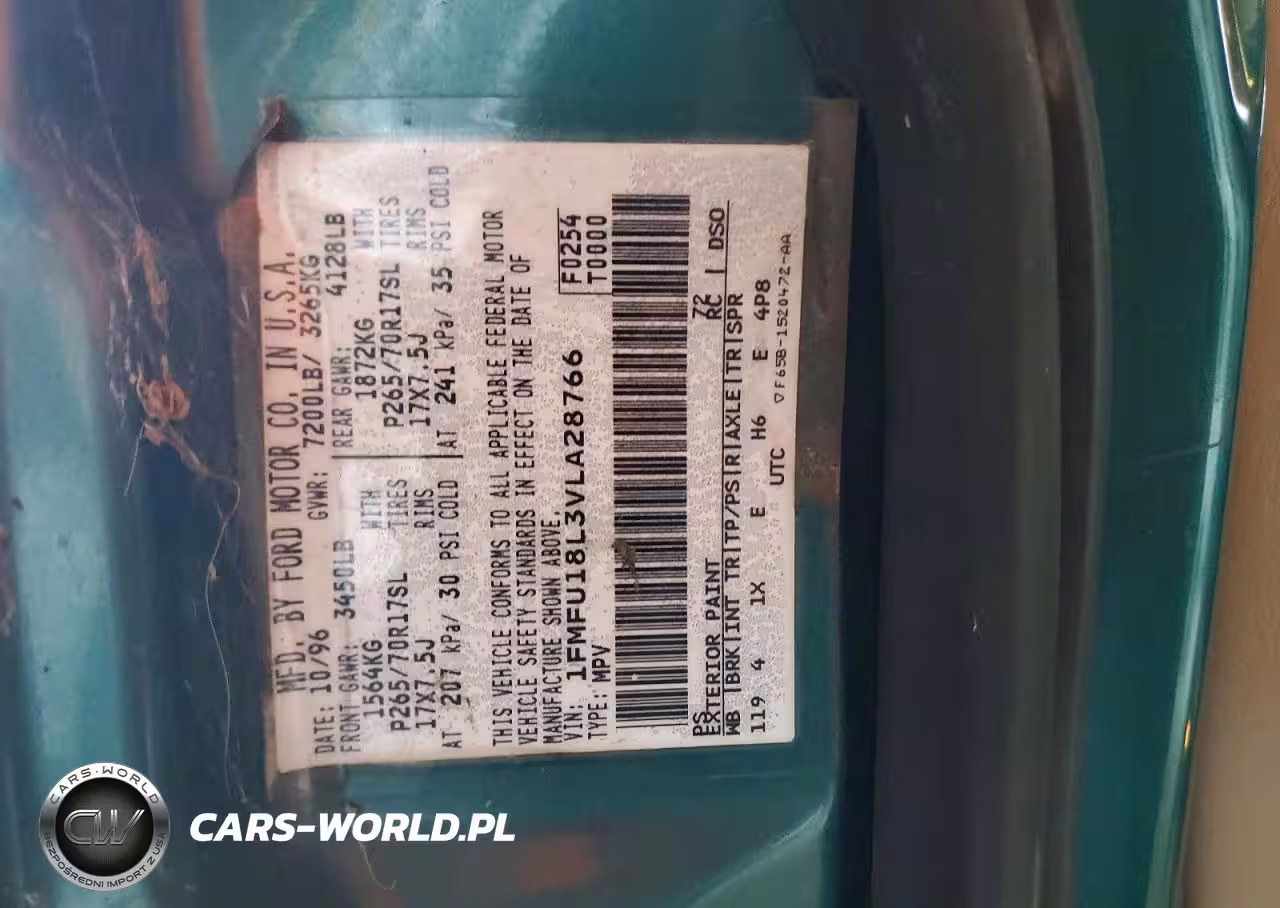 MFD. BY FORD MOTOR CO. IN U.S.A.
DATE: 10/96 GVWR: 7200LB/ 3265KG
FRONT GAWR: 3450LB REAR GAWR: 4128LB
1564KG WITH 1872KG WITH
P265/70R17SL TIRES P265/70R17SL TIRES
17X7.5J RIMS 17X7.5J RIMS
AT 207 kPa/ 30 PSI COLD AT 241 kPa/ 35 PSI COLD
THIS VEHICLE CONFORMS TO ALL APPLICABLE FEDERAL MOTOR
VEHICLE SAFETY STANDARDS IN EFFECT ON THE DATE OF
MANUFACTURE SHOWN ABOVE.
VIN: 1FMFU18L3VLA28766 F0254
TYPE: MPV T0000
PS 72
EXTERIOR PAINT RC DSO
WB BRK INT TR TP/PS R AXLE TR SPR
119 4 1X E H6 E 4P8
UTC ▽F65B-1520472-AA
CARS-WORLD
CW
BEZPOŚREDNI IMPORT Z USA
CARS-WORLD.PL